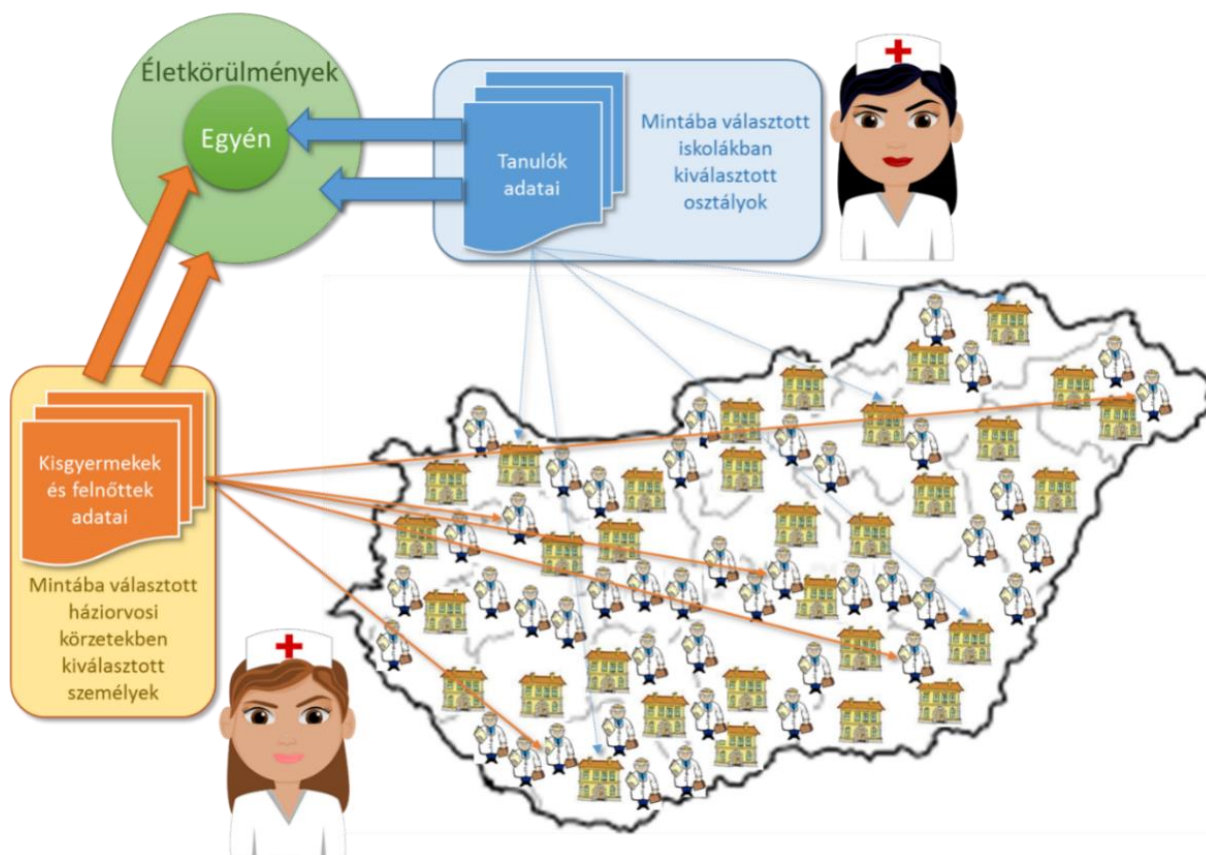 Életkörülmények
Egyén
Tanulók
adatai
Mintába választott
iskolákban
kiválasztott
osztályok
Kisgyermekek
és felnőttek
adatai
Mintába választott
háziorvosi
körzetekben
kiválasztott
személyek